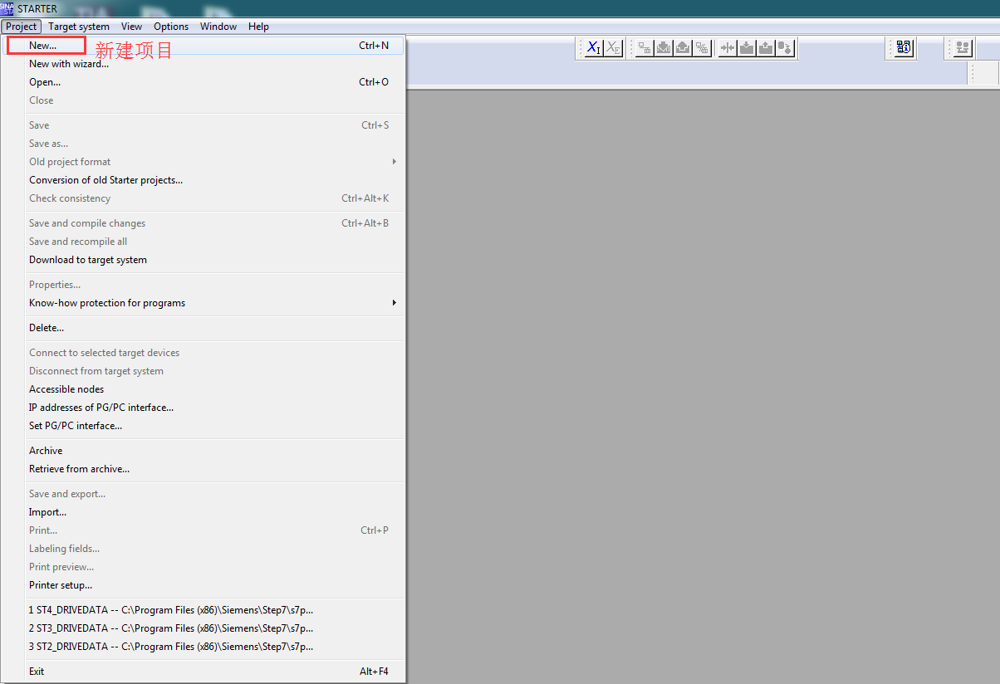 STARTER
Project Target system View Options Window Help
New... Ctrl+N
新建项目
New with wizard...
Open... Ctrl+O
Close
Save Ctrl+S
Save as...
Old project format
Conversion of old Starter projects...
Check consistency Ctrl+Alt+K
Save and compile changes Ctrl+Alt+B
Save and recompile all
Download to target system
Properties...
Know-how protection for programs
Delete...
Connect to selected target devices
Disconnect from target system
Accessible nodes
IP addresses of PG/PC interface...
Set PG/PC interface...
Archive
Retrieve from archive...
Save and export...
Import...
Print... Ctrl+P
Labeling fields...
Print preview...
Printer setup...
1 ST4_DRIVEDATA -- C:\Program Files (x86)\Siemens\Step7\s7p...
2 ST3_DRIVEDATA -- C:\Program Files (x86)\Siemens\Step7\s7p...
3 ST2_DRIVEDATA -- C:\Program Files (x86)\Siemens\Step7\s7p...
Exit Alt+F4